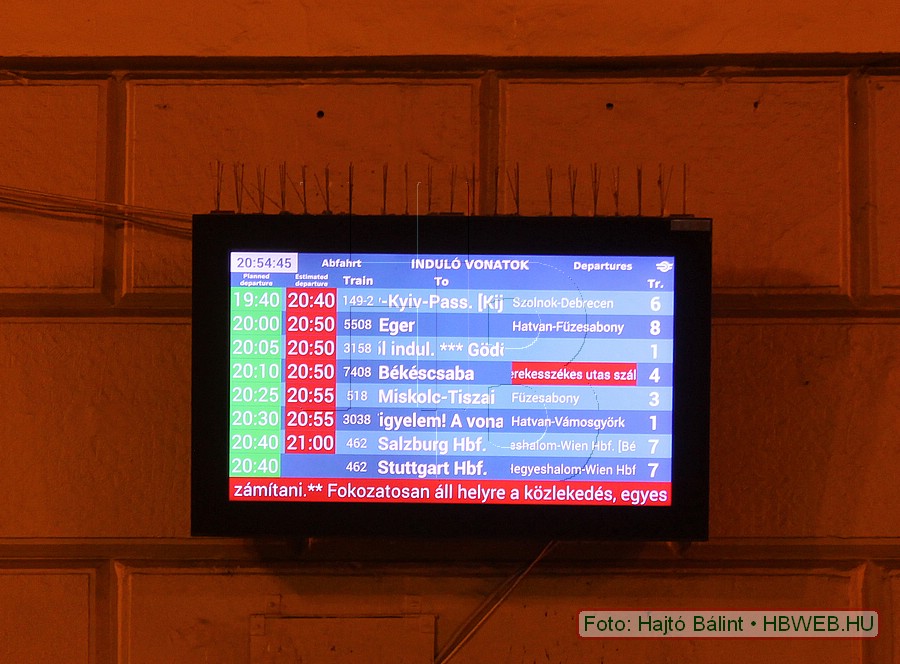 20:54:45 Abfahrt INDULÓ VONATOK Departures
Planned departure Estimated departure Train To Tr.
19:40 20:40 149-2 -Kyiv-Pass. [Kij Szolnok-Debrecen 6
20:00 20:50 5508 Eger Hatvan-Füzesabony 8
20:05 20:50 3158 il indul. *** Gödö 1
20:10 20:50 7408 Békéscsaba erekesszékes utas szál 4
20:25 20:55 518 Miskolc-Tiszai Füzesabony 3
20:30 20:55 3038 igyelem! A vona Hatvan-Vámosgyörk 1
20:40 21:00 462 Salzburg Hbf. eshalom-Wien Hbf. [Bé 7
20:40 462 Stuttgart Hbf. Hegyeshalom-Wien Hbf 7
zámítani.** Fokozatosan áll helyre a közlekedés, egyes
Foto: Hajtó Bálint • HBWEB.HU